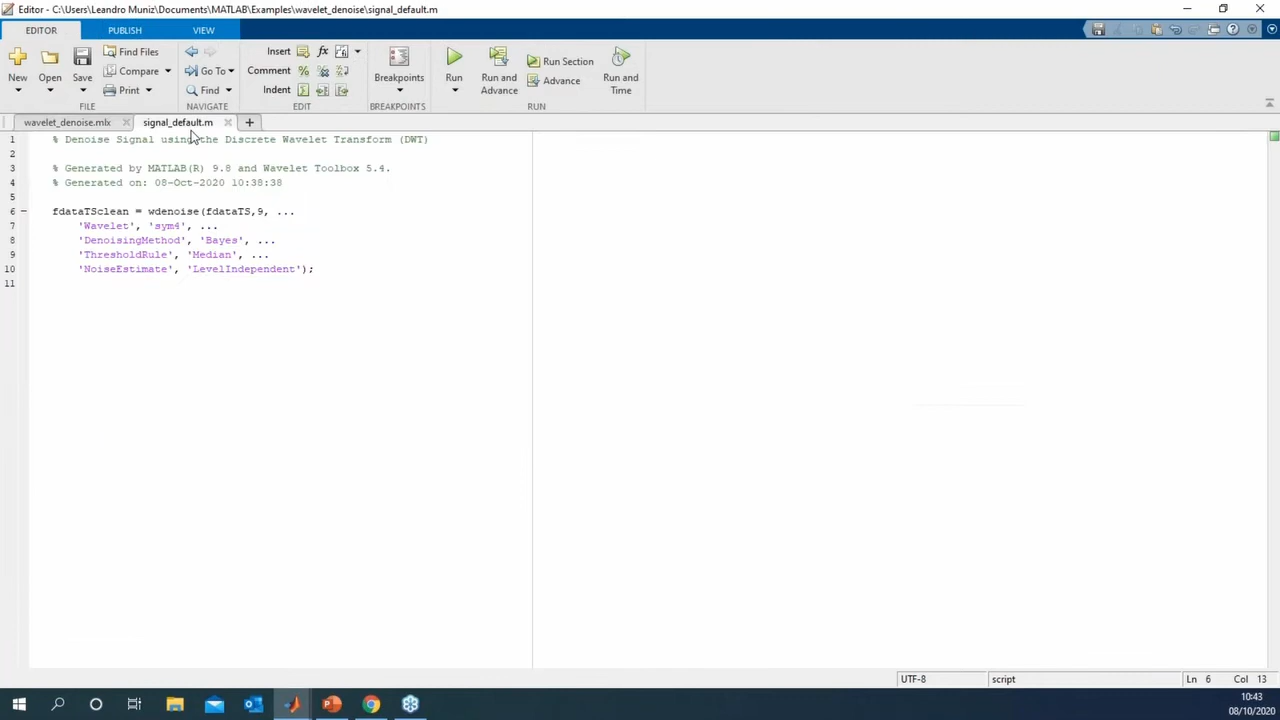 Editor - C:\Users\Leandro Muniz\Documents\MATLAB\Examples\wavelet_denoise\signal_default.m
EDITOR PUBLISH VIEW
New Open Save
Find Files
Compare
Print
FILE
Go To
Find
NAVIGATE
Insert fx
Comment %
Indent
EDIT
Breakpoints
BREAKPOINTS
Run
Run and Advance
Run Section
Advance
Run and Time
RUN
wavelet_denoise.mlx signal_default.m
1 % Denoise Signal using the Discrete Wavelet Transform (DWT)
2
3 % Generated by MATLAB(R) 9.8 and Wavelet Toolbox 5.4.
4 % Generated on: 08-Oct-2020 10:38:38
5
6 fdataTSclean = wdenoise(fdataTS,9, ...
7 'Wavelet', 'sym4', ...
8 'DenoisingMethod', 'Bayes', ...
9 'ThresholdRule', 'Median', ...
10 'NoiseEstimate', 'LevelIndependent');
11
UTF-8 script Ln 6 Col 13
10:43
08/10/2020